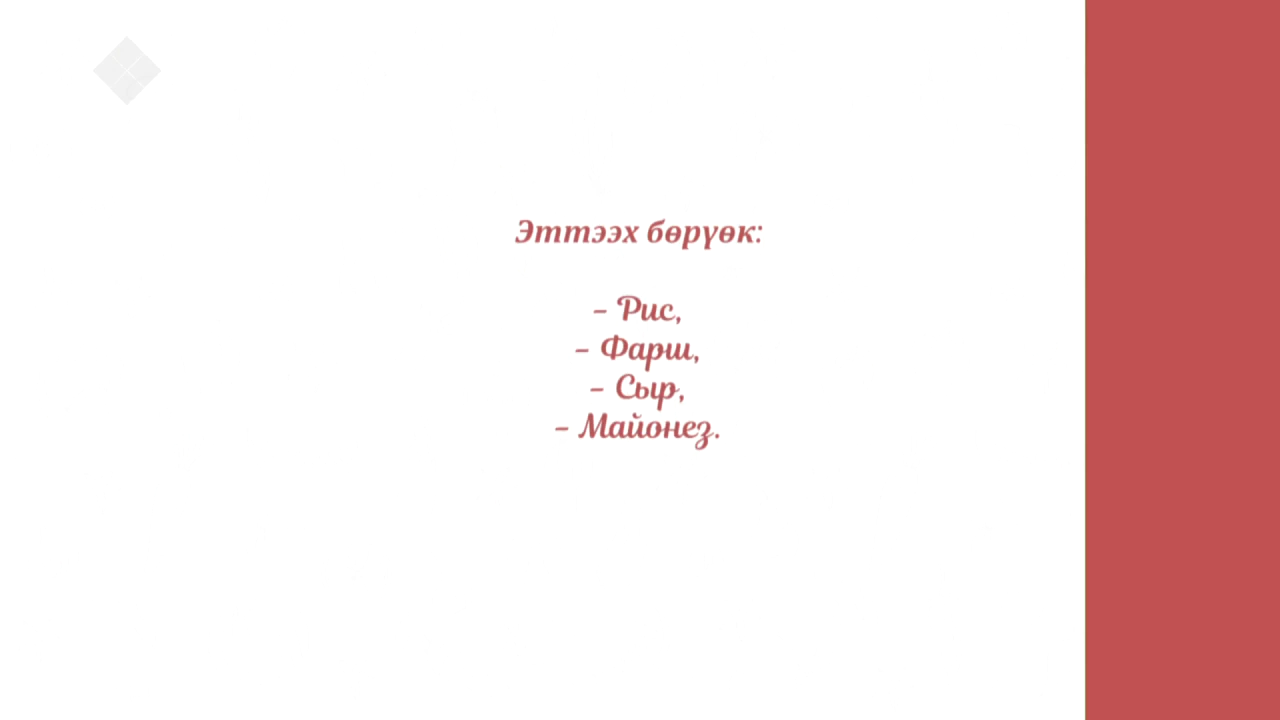 Эттээх бөрүөк:
– Рис,
– Фарш,
– Сыр,
– Майонез.